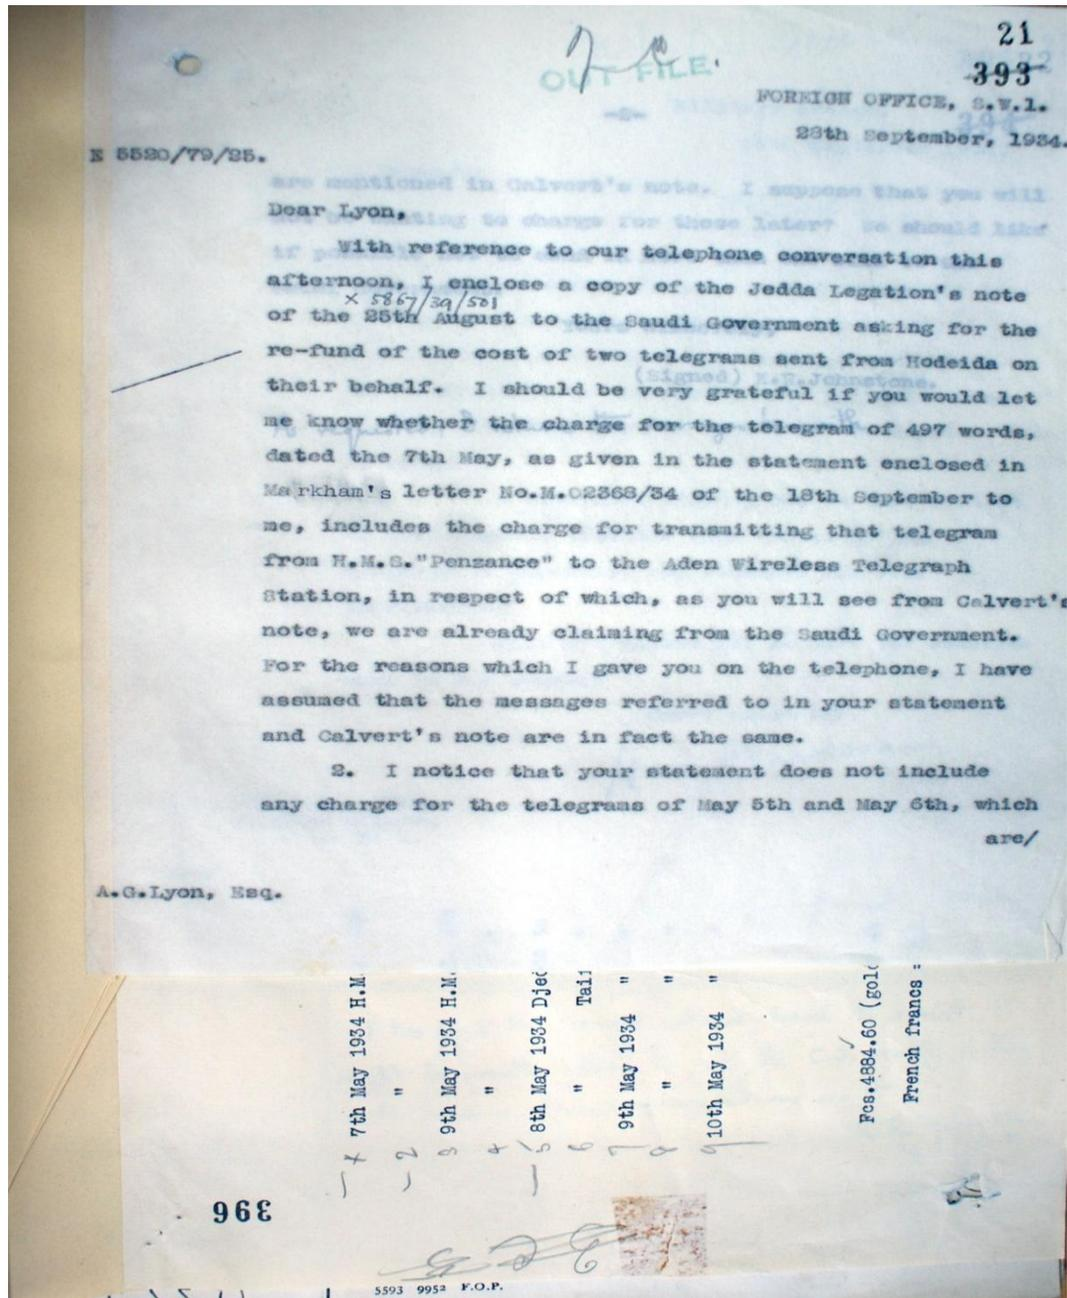 21
393
OUT FILE.
FOREIGN OFFICE, S.W.1.
28th September, 1934.
E 5520/79/25.
Dear Lyon,
With reference to our telephone conversation this
afternoon, I enclose a copy of the Jedda Legation's note
x 5867/39/501
of the 25th August to the Saudi Government asking for the
re-fund of the cost of two telegrams sent from Hodeida on
their behalf. I should be very grateful if you would let
me know whether the charge for the telegram of 497 words,
dated the 7th May, as given in the statement enclosed in
Markham's letter No.M.02368/34 of the 18th September to
me, includes the charge for transmitting that telegram
from H.M.S."Penzance" to the Aden Wireless Telegraph
Station, in respect of which, as you will see from Calvert's
note, we are already claiming from the Saudi Government.
For the reasons which I gave you on the telephone, I have
assumed that the messages referred to in your statement
and Calvert's note are in fact the same.
2. I notice that your statement does not include
any charge for the telegrams of May 5th and May 6th, which
are/
A.G.Lyon, Esq.
7th May 1934 H.M.
" 
9th May 1934 H.M.
"
8th May 1934 Djed
" Tai
9th May 1934 "
" "
10th May 1934 "
Fcs.4884.60 (gold
French francs =
396
5593 9952 F.O.P.